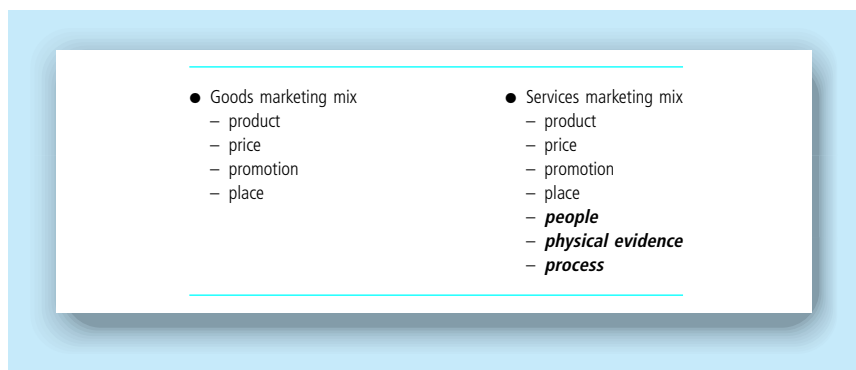 ● Goods marketing mix
– product
– price
– promotion
– place
● Services marketing mix
– product
– price
– promotion
– place
– people
– physical evidence
– process